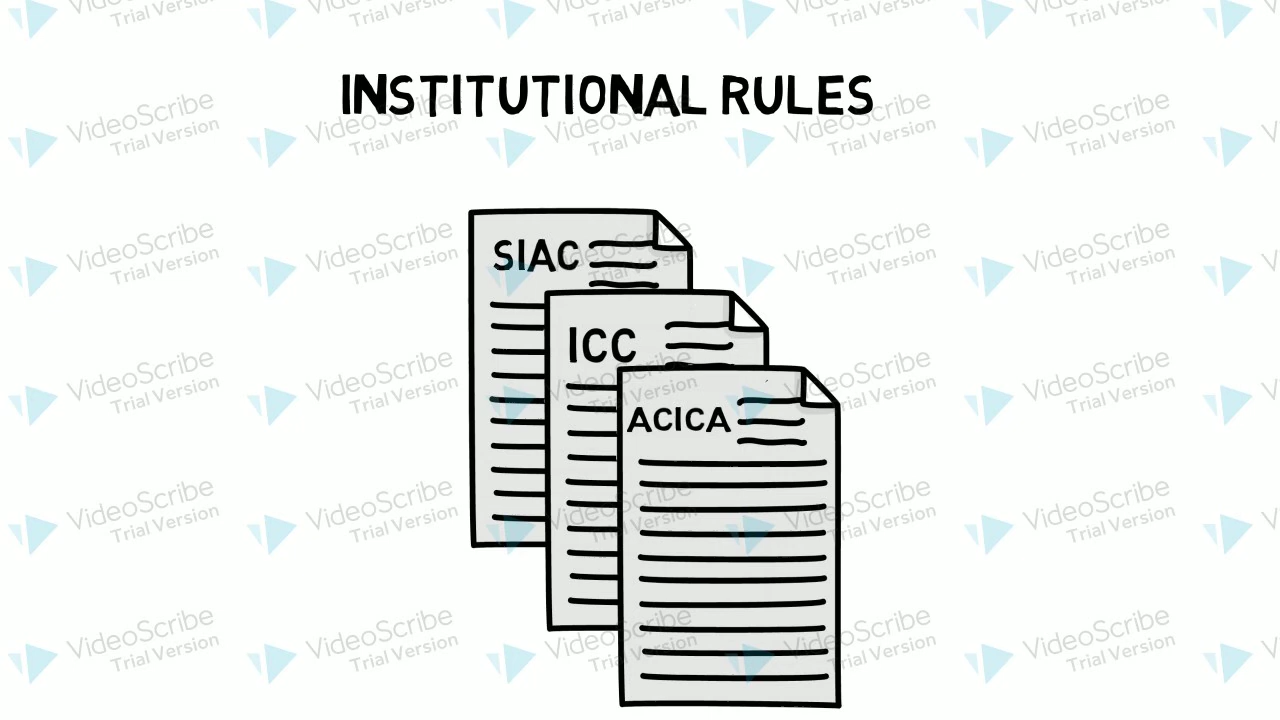 INSTITUTIONAL RULES
SIAC
ICC
ACICA
VideoScribe
Trial Version